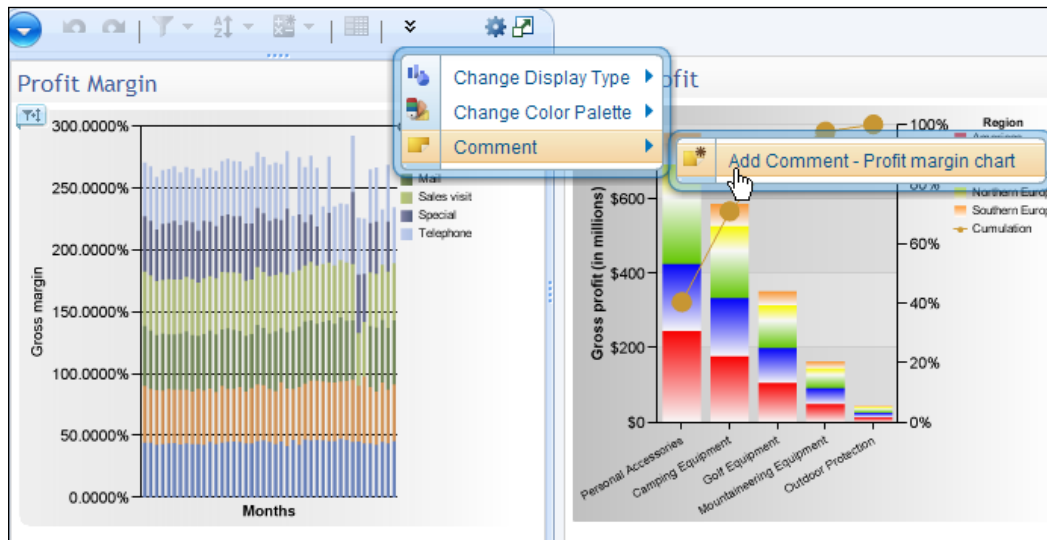 Profit Margin
300.0000%
250.0000%
200.0000%
150.0000%
100.0000%
50.0000%
0.0000%
Gross margin
Months
Mail
Sales visit
Special
Telephone
Change Display Type
Change Color Palette
Comment
Add Comment - Profit margin chart
ofit
Gross profit (in millions)
$600
$400
$200
$0
100%
60%
40%
20%
0%
Region
Northern Europ
Southern Europ
Cumulation
Personal Accessories
Camping Equipment
Golf Equipment
Mountaineering Equipment
Outdoor Protection